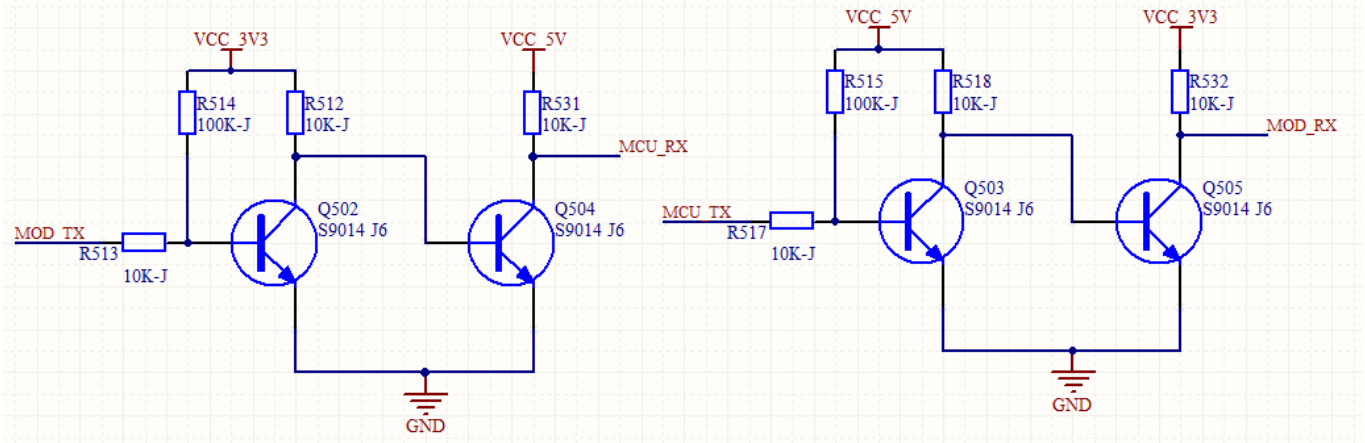 VCC_3V3
R514
100K-J
R512
10K-J
MOD_TX
R513
10K-J
Q502
S9014 J6
VCC_5V
R531
10K-J
MCU_RX
Q504
S9014 J6
GND
VCC_5V
R515
100K-J
R518
10K-J
MCU_TX
R517
10K-J
Q503
S9014 J6
VCC_3V3
R532
10K-J
MOD_RX
Q505
S9014 J6
GND